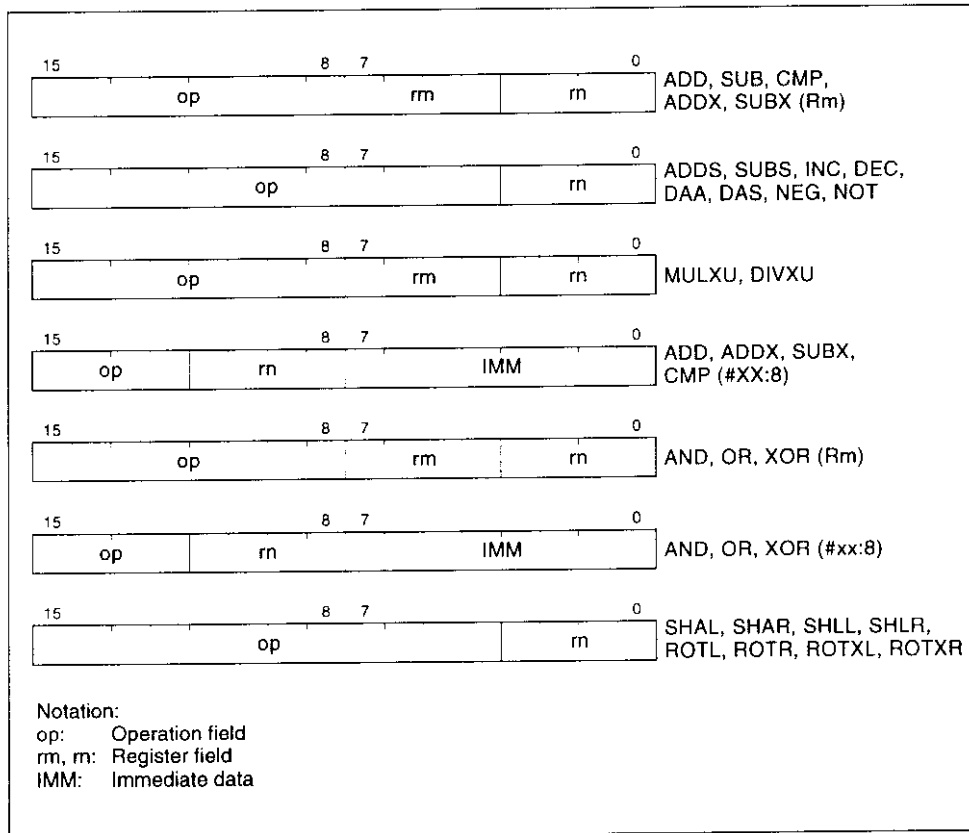 15 8 7 0
op rm rn
ADD, SUB, CMP,
ADDX, SUBX (Rm)
15 8 7 0
op rn
ADDS, SUBS, INC, DEC,
DAA, DAS, NEG, NOT
15 8 7 0
op rm rn
MULXU, DIVXU
15 8 7 0
op rn IMM
ADD, ADDX, SUBX,
CMP (#XX:8)
15 8 7 0
op rm rn
AND, OR, XOR (Rm)
15 8 7 0
op rn IMM
AND, OR, XOR (#xx:8)
15 8 7 0
op rn
SHAL, SHAR, SHLL, SHLR,
ROTL, ROTR, ROTXL, ROTXR
Notation:
op: Operation field
rm, rn: Register field
IMM: Immediate data